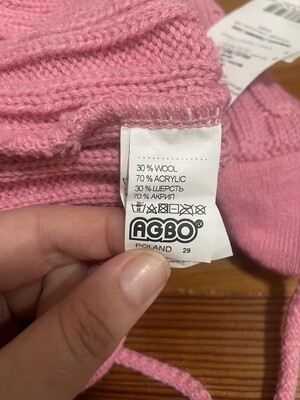 30 % WOOL
70 % ACRYLIC
30 % ШЕРСТЬ
70 % АКРИЛ
AGBO®
POLAND 29